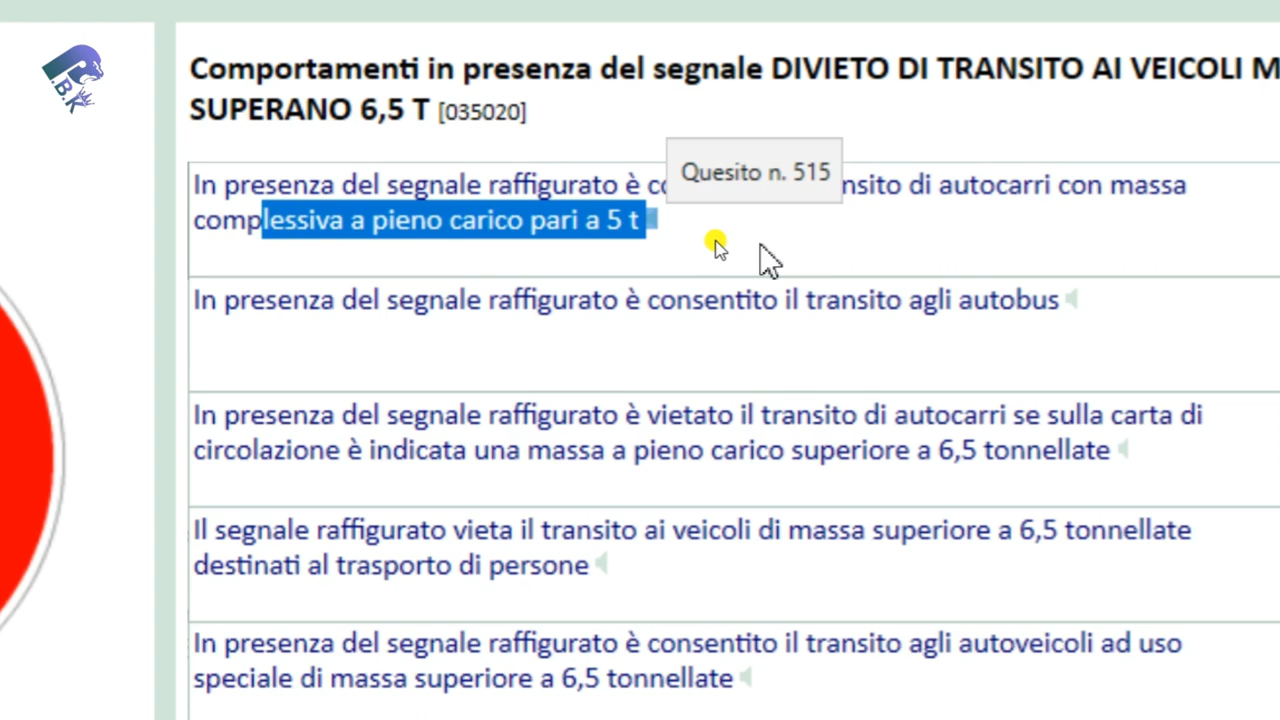 Comportamenti in presenza del segnale DIVIETO DI TRANSITO AI VEICOLI M
SUPERANO 6,5 T [035020]
Quesito n. 515
In presenza del segnale raffigurato è co nsito di autocarri con massa
complessiva a pieno carico pari a 5 t
In presenza del segnale raffigurato è consentito il transito agli autobus
In presenza del segnale raffigurato è vietato il transito di autocarri se sulla carta di
circolazione è indicata una massa a pieno carico superiore a 6,5 tonnellate
Il segnale raffigurato vieta il transito ai veicoli di massa superiore a 6,5 tonnellate
destinati al trasporto di persone
In presenza del segnale raffigurato è consentito il transito agli autoveicoli ad uso
speciale di massa superiore a 6,5 tonnellate